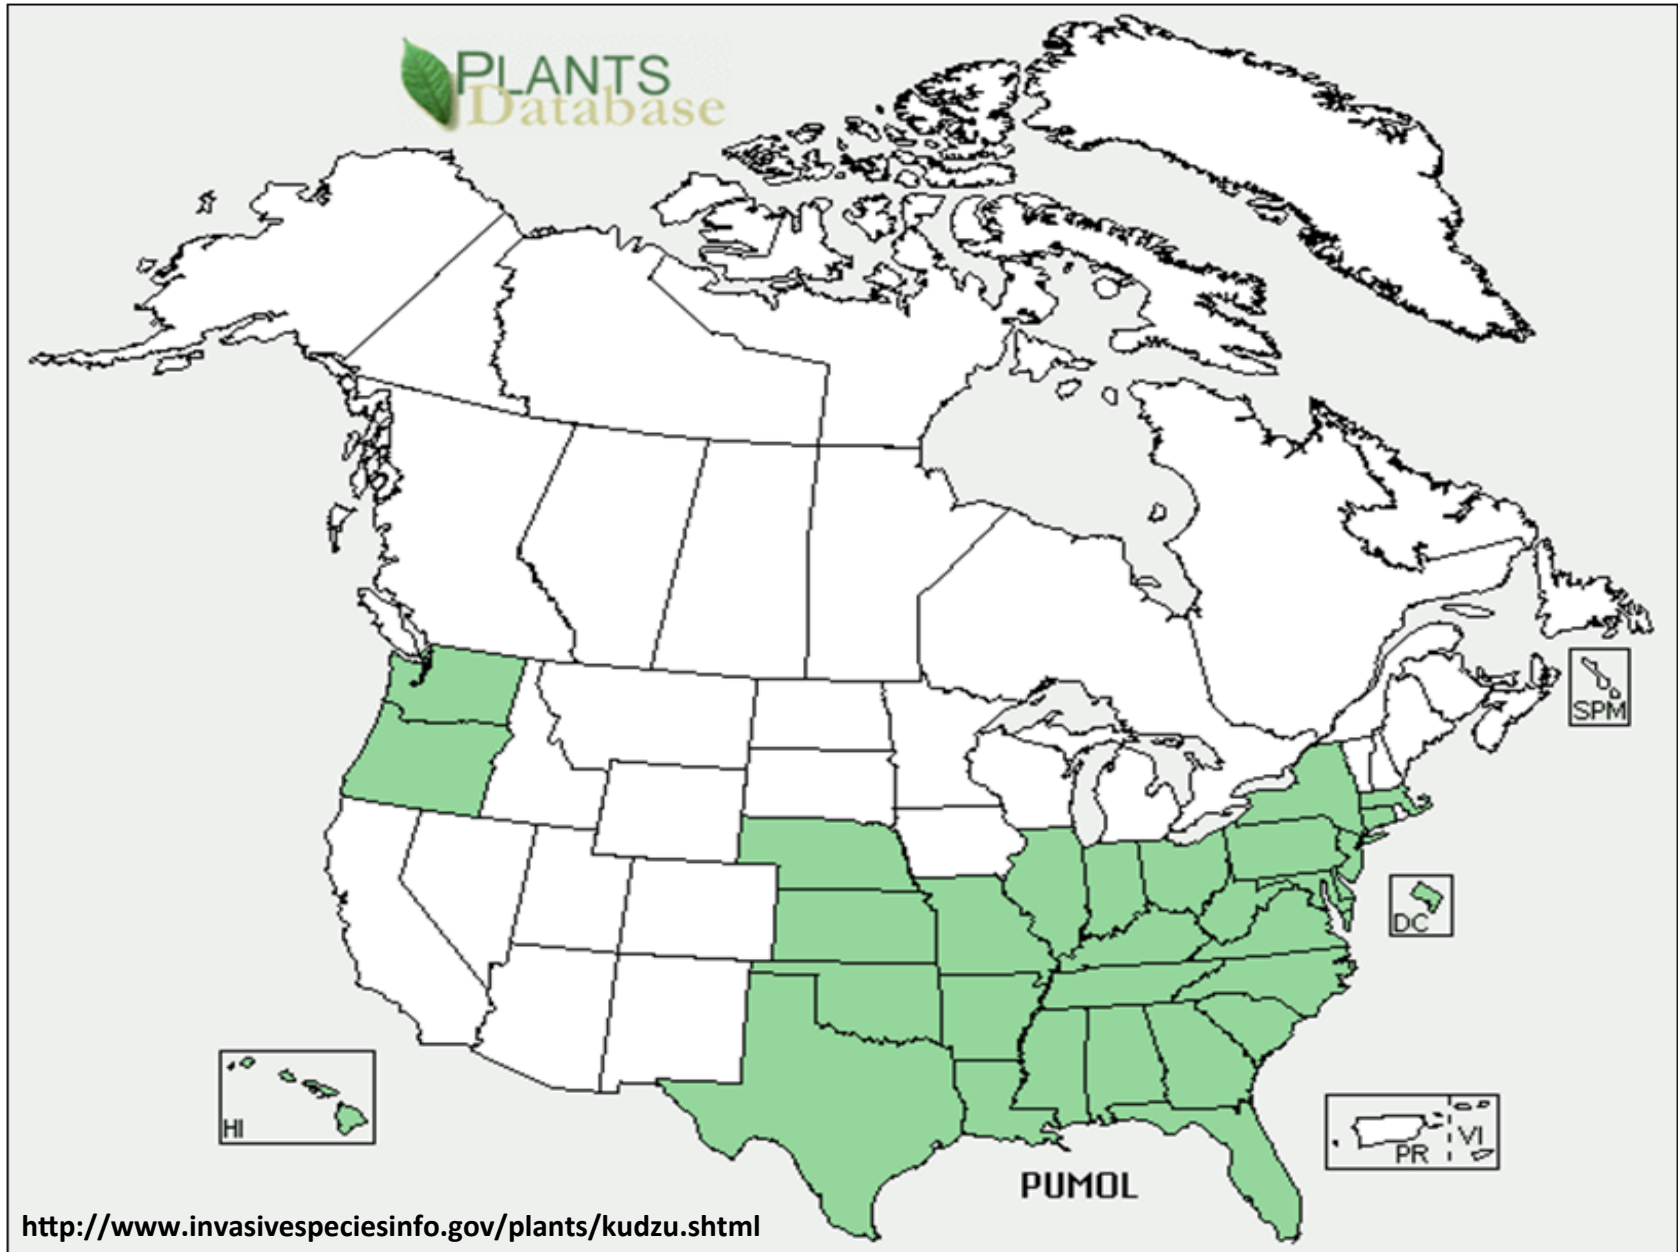 PLANTS
Database
SPM
DC
HI
PR
VI
PUMOL
http://www.invasivespeciesinfo.gov/plants/kudzu.shtml